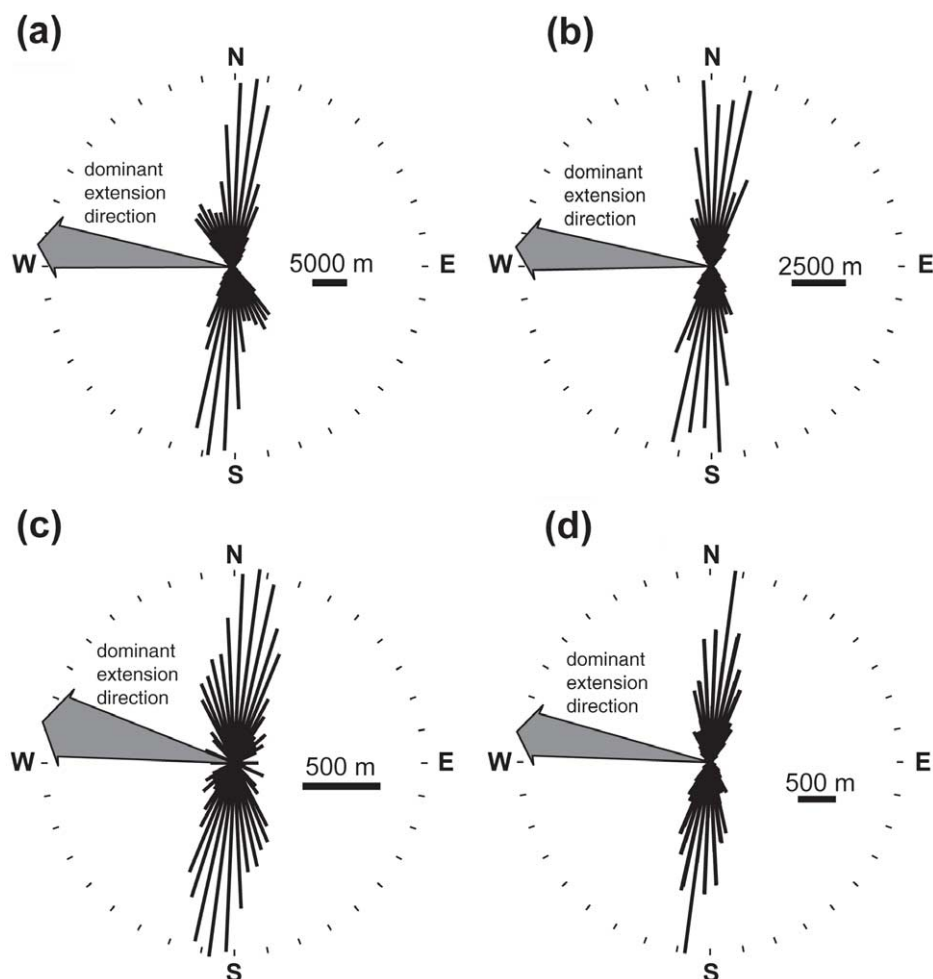 (a)
N
dominant
extension
direction
W
E
5000 m
S
(b)
N
dominant
extension
direction
W
E
2500 m
S
(c)
N
dominant
extension
direction
W
E
500 m
S
(d)
N
dominant
extension
direction
W
E
500 m
S